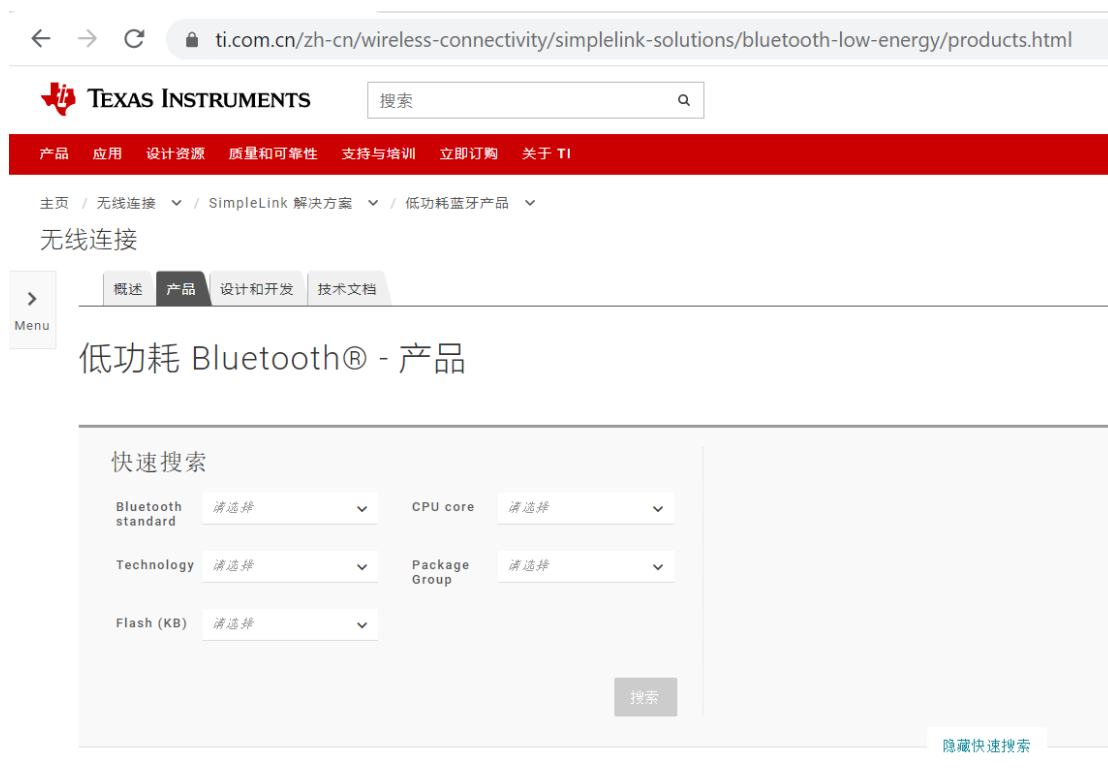 ti.com.cn/zh-cn/wireless-connectivity/simplelink-solutions/bluetooth-low-energy/products.html
TEXAS INSTRUMENTS 搜索
产品 应用 设计资源 质量和可靠性 支持与培训 立即订购 关于 TI
主页 / 无线连接 / SimpleLink 解决方案 / 低功耗蓝牙产品
无线连接
概述 产品 设计和开发 技术文档
Menu
低功耗 Bluetooth® - 产品
快速搜索
Bluetooth standard 请选择 CPU core 请选择
Technology 请选择 Package Group 请选择
Flash (KB) 请选择
搜索
隐藏快速搜索